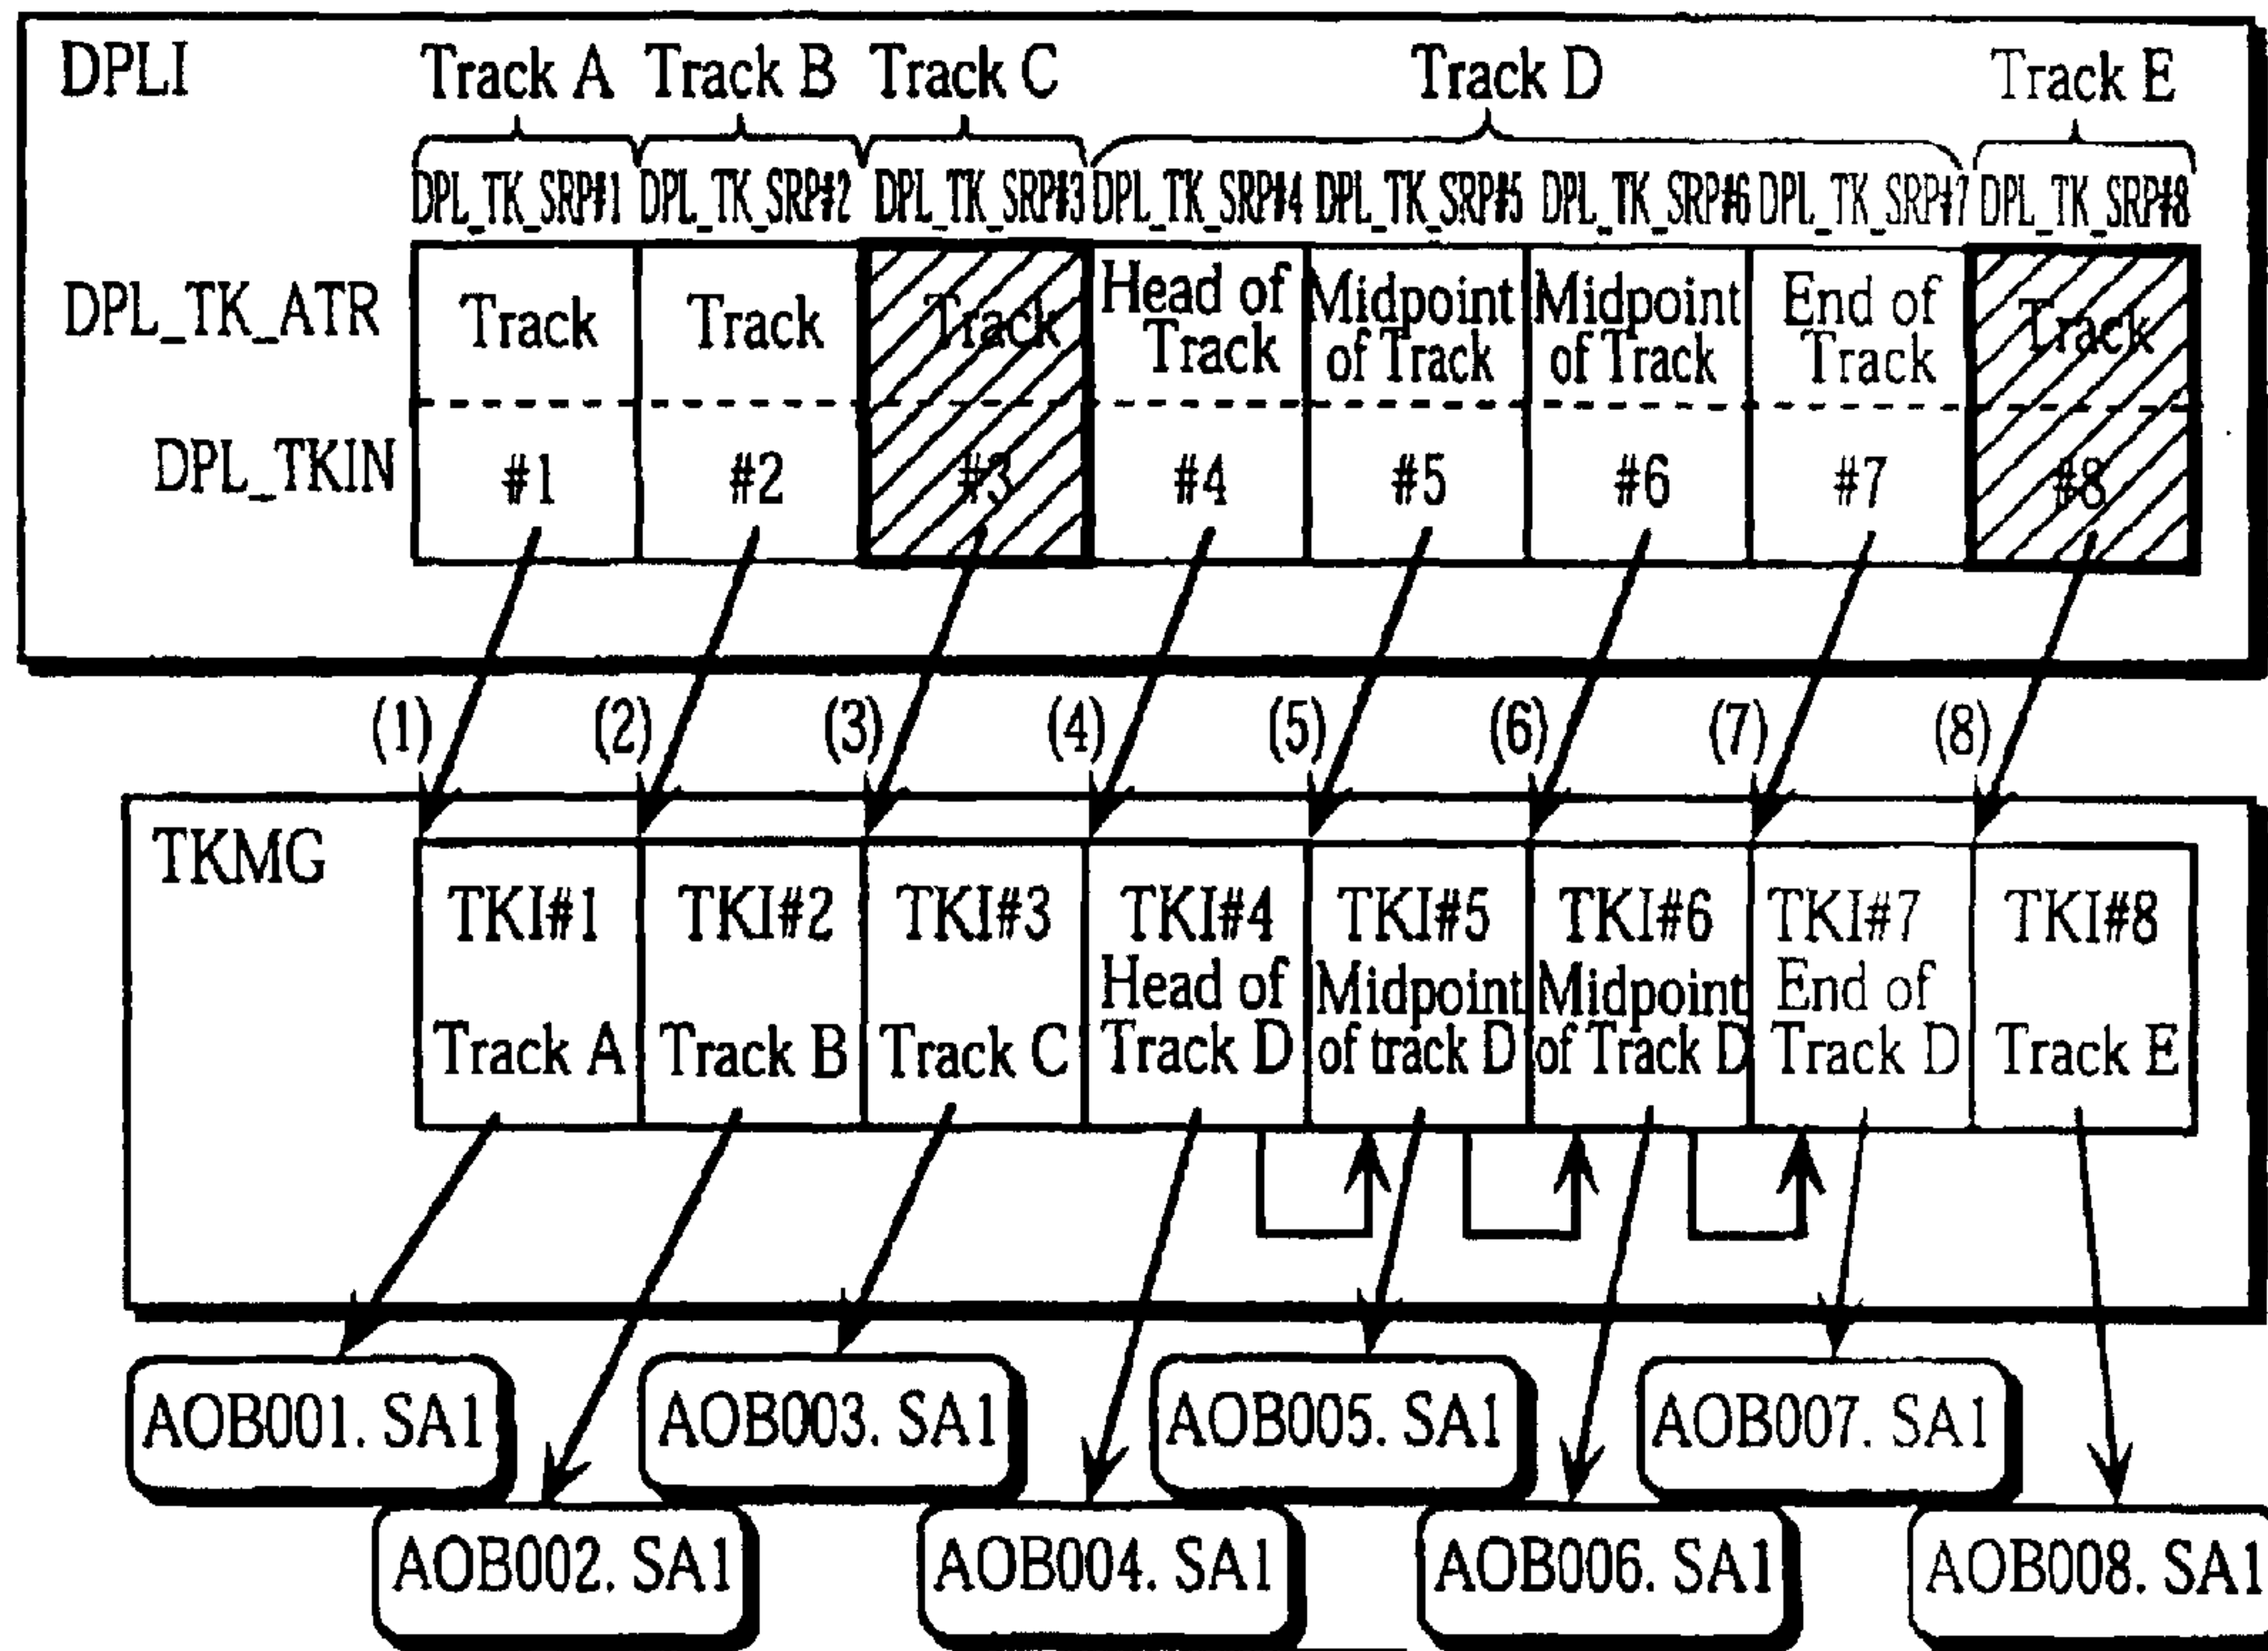 DPLI
Track A Track B Track C Track D Track E
DPL_TK_SRP#1 DPL_TK_SRP#2 DPL_TK_SRP#3 DPL_TK_SRP#4 DPL_TK_SRP#5 DPL_TK_SRP#6 DPL_TK_SRP#7 DPL_TK_SRP#8
DPL_TK_ATR
Track
Track
Track
Head of
Track
Midpoint
of Track
Midpoint
of Track
End of
Track
Track
DPL_TKIN
#1 #2 #3 #4 #5 #6 #7 #8
(1) (2) (3) (4) (5) (6) (7) (8)
TKMG
TKI#1
Track A
TKI#2
Track B
TKI#3
Track C
TKI#4
Head of
Track D
TKI#5
Midpoint
of track D
TKI#6
Midpoint
of Track D
TKI#7
End of
Track D
TKI#8
Track E
AOB001. SA1 AOB003. SA1 AOB005. SA1 AOB007. SA1
AOB002. SA1 AOB004. SA1 AOB006. SA1 AOB008. SA1